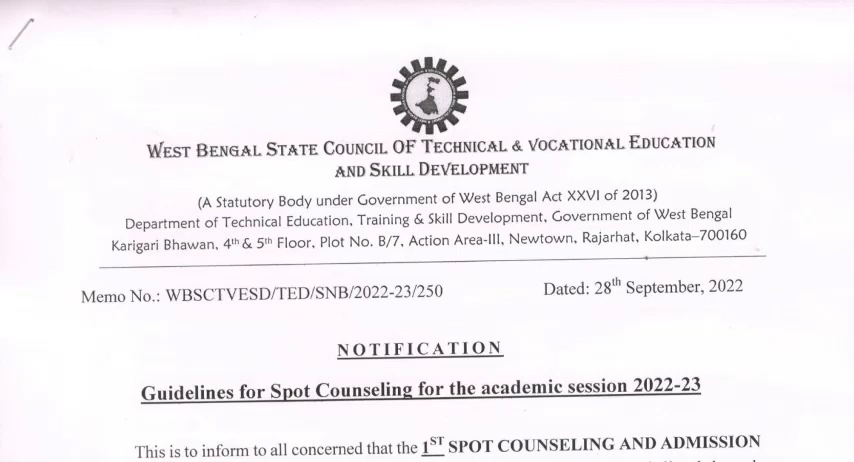 WEST BENGAL STATE COUNCIL OF TECHNICAL & VOCATIONAL EDUCATION
AND SKILL DEVELOPMENT
(A Statutory Body under Government of West Bengal Act XXVI of 2013)
Department of Technical Education, Training & Skill Development, Government of West Bengal
Karigari Bhawan, 4th & 5th Floor, Plot No. B/7, Action Area-III, Newtown, Rajarhat, Kolkata–700160
Memo No.: WBSCTVESD/TED/SNB/2022-23/250 Dated: 28th September, 2022
NOTIFICATION
Guidelines for Spot Counseling for the academic session 2022-23
This is to inform to all concerned that the 1ST SPOT COUNSELING AND ADMISSION